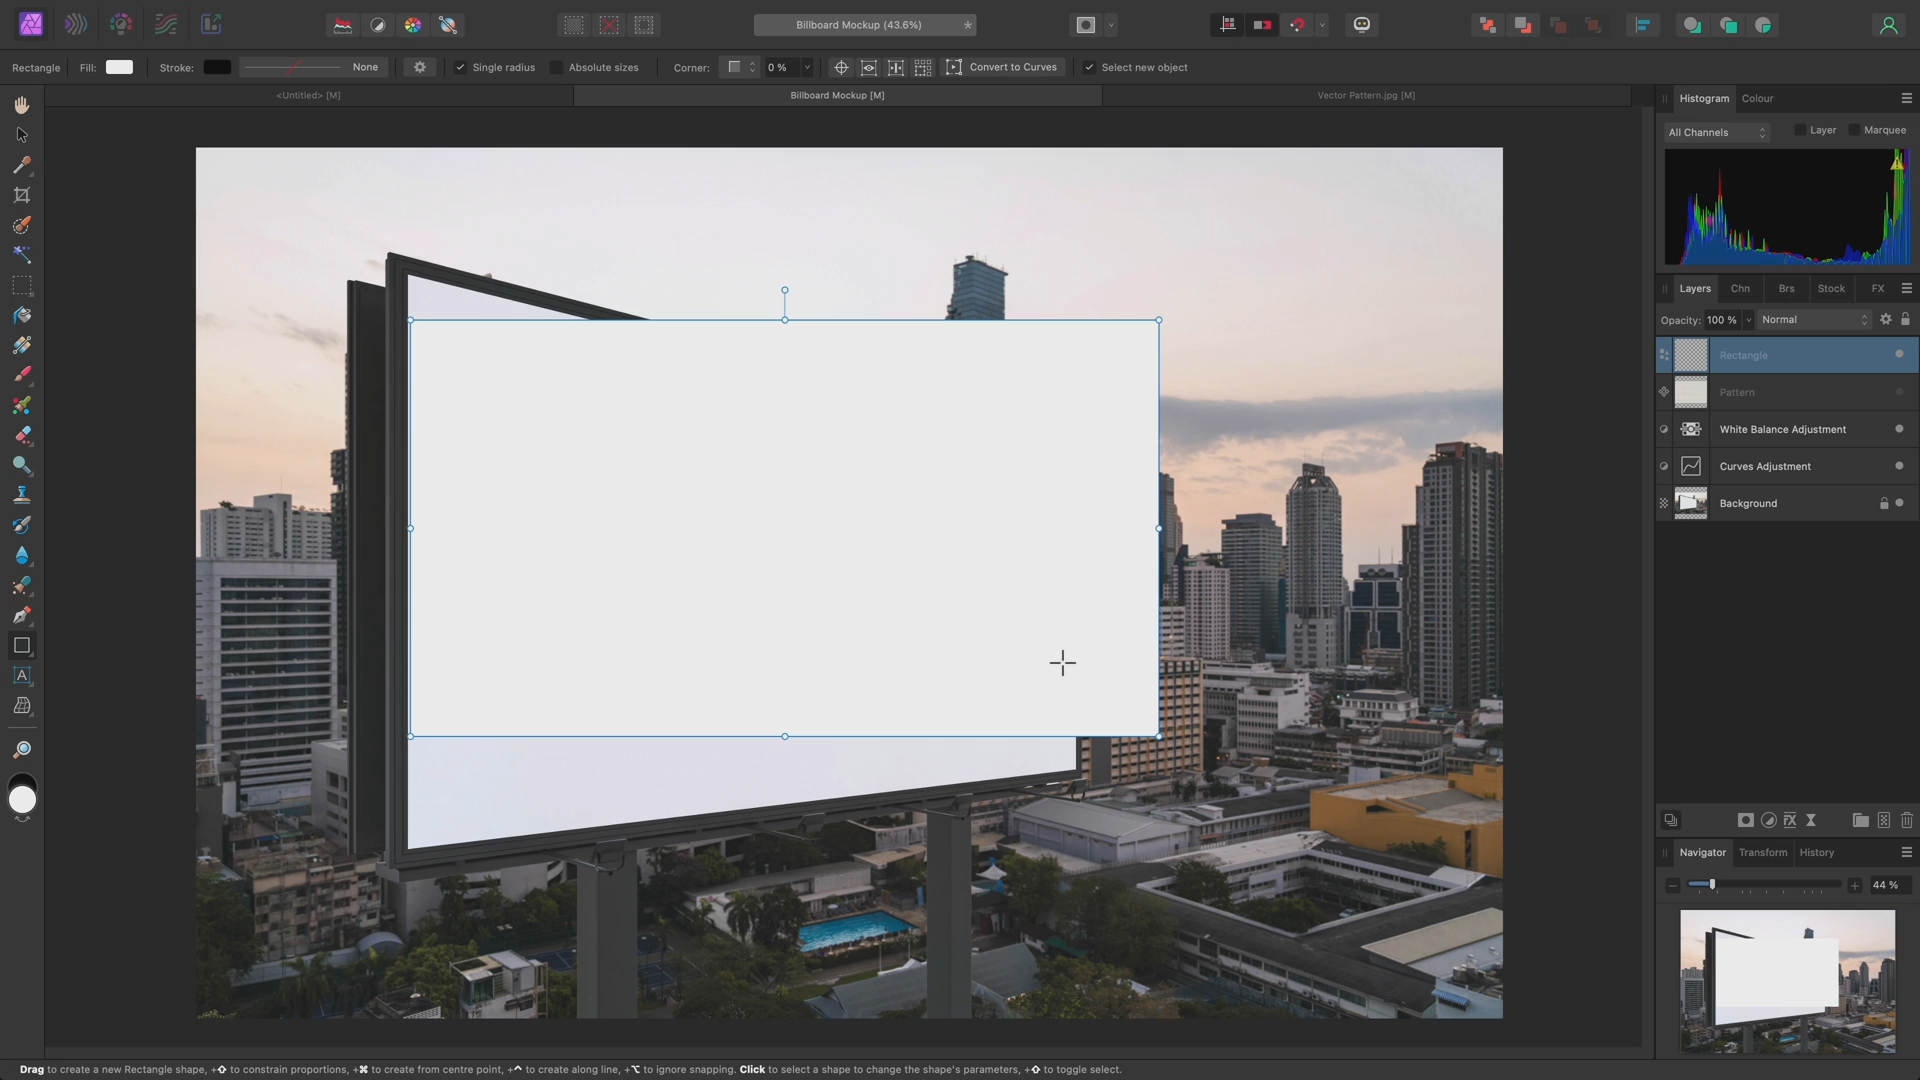 Billboard Mockup (43.6%)
Rectangle Fill: Stroke: None Single radius Absolute sizes Corner: 0 % Convert to Curves Select new object
<Untitled> [M] Billboard Mockup [M] Vector Pattern.jpg [M]
Histogram Colour
All Channels Layer Marquee
Layers Chn Brs Stock FX
Opacity: 100 % Normal
Rectangle
Pattern
White Balance Adjustment
Curves Adjustment
Background
Navigator Transform History
44 %
Drag to create a new Rectangle shape, +⇧ to constrain proportions, +⌘ to create from centre point, +^ to create along line, +⌥ to ignore snapping. Click to select a shape to change the shape's parameters, +⇧ to toggle select.